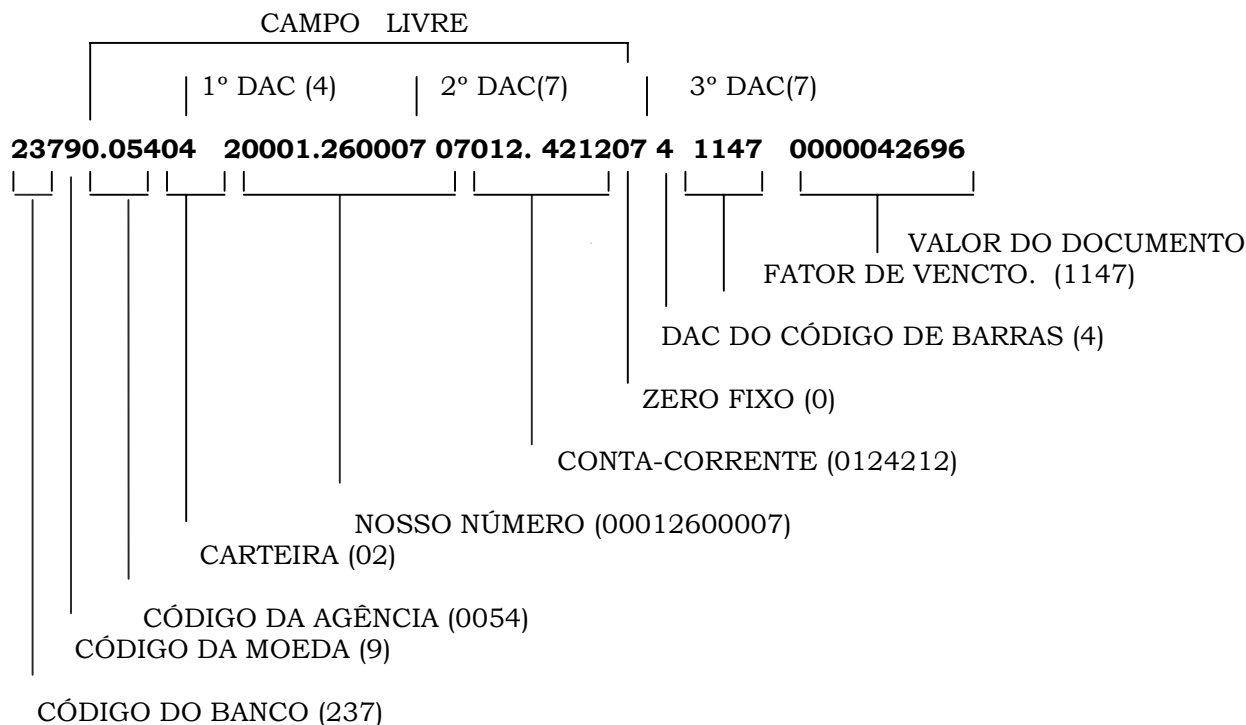 CAMPO LIVRE
1º DAC (4) 2º DAC(7) 3º DAC(7)
23790.05404 20001.260007 07012. 421207 4 1147 0000042696
VALOR DO DOCUMENTO
FATOR DE VENCTO. (1147)
DAC DO CÓDIGO DE BARRAS (4)
ZERO FIXO (0)
CONTA-CORRENTE (0124212)
NOSSO NÚMERO (00012600007)
CARTEIRA (02)
CÓDIGO DA AGÊNCIA (0054)
CÓDIGO DA MOEDA (9)
CÓDIGO DO BANCO (237)